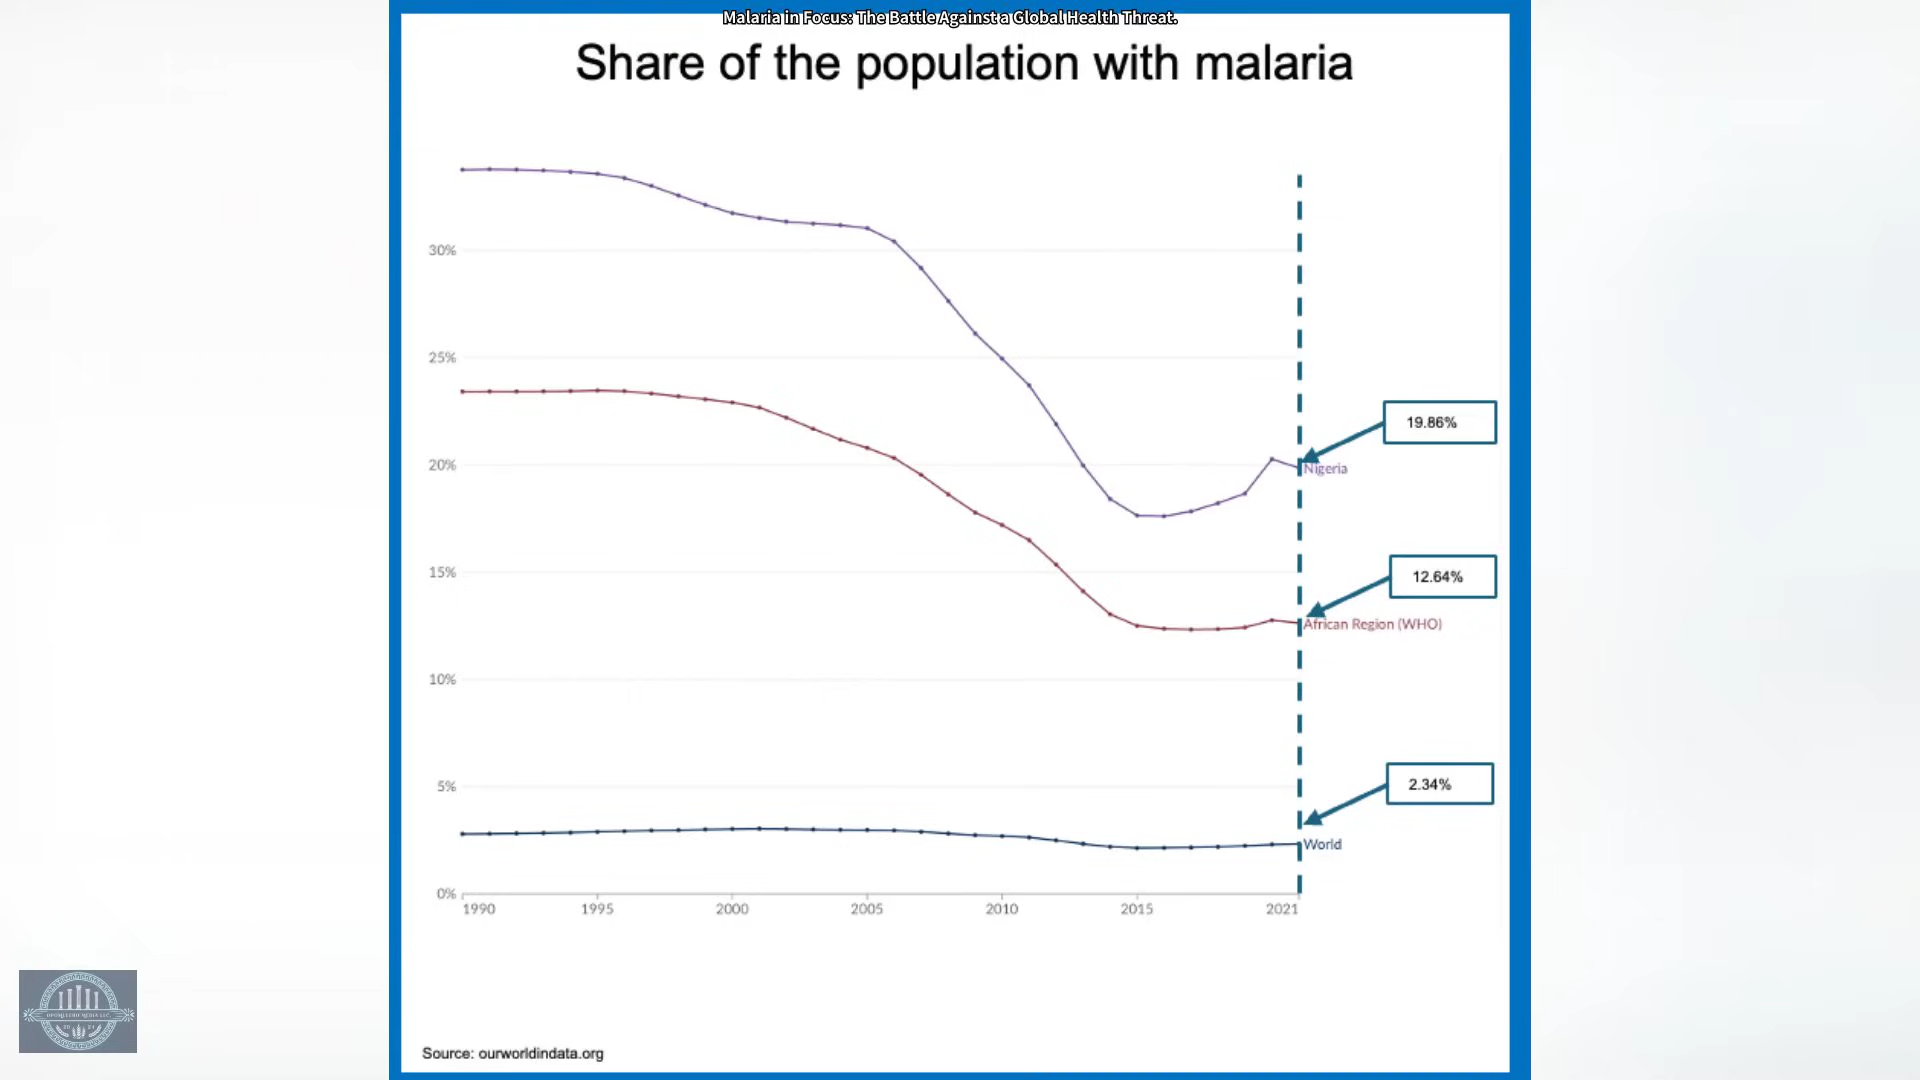 Malaria in Focus: The Battle Against a Global Health Threat.
Share of the population with malaria
30%
25%
19.86%
20%
Nigeria
15%
12.64%
African Region (WHO)
10%
5%
2.34%
World
0%
1990 1995 2000 2005 2010 2015 2021
20 21
Source: ourworldindata.org